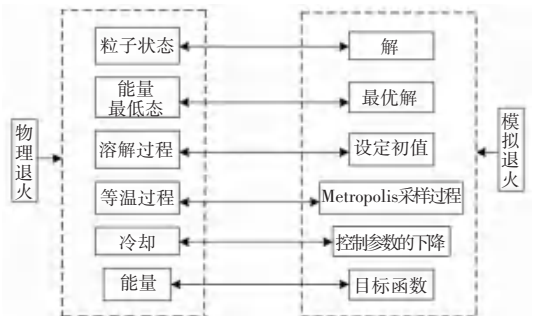 粒子状态
解
能量
最低态
最优解
物理退火
溶解过程
设定初值
模拟退火
等温过程
Metropolis采样过程
冷却
控制参数的下降
能量
目标函数